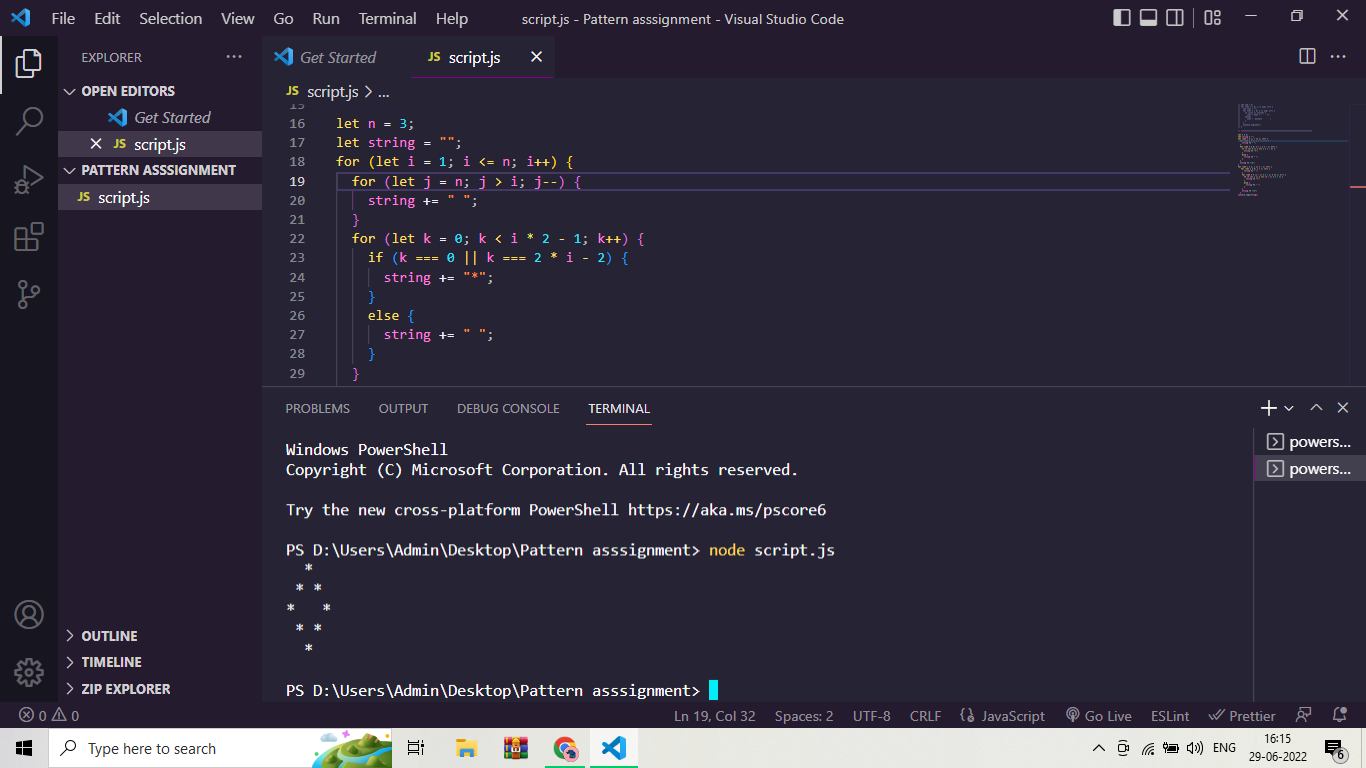 File Edit Selection View Go Run Terminal Help script.js - Pattern asssignment - Visual Studio Code
EXPLORER
OPEN EDITORS
Get Started
JS script.js
PATTERN ASSSIGNMENT
JS script.js
OUTLINE
TIMELINE
ZIP EXPLORER
Get Started JS script.js
JS script.js > ...
15
16 let n = 3;
17 let string = "";
18 for (let i = 1; i <= n; i++) {
19 for (let j = n; j > i; j--) {
20 string += " ";
21 }
22 for (let k = 0; k < i * 2 - 1; k++) {
23 if (k === 0 || k === 2 * i - 2) {
24 string += "*";
25 }
26 else {
27 string += " ";
28 }
29 }
PROBLEMS OUTPUT DEBUG CONSOLE TERMINAL
powers...
powers...
Windows PowerShell
Copyright (C) Microsoft Corporation. All rights reserved.
Try the new cross-platform PowerShell https://aka.ms/pscore6
PS D:\Users\Admin\Desktop\Pattern asssignment> node script.js
  *
 * *
*   *
 * *
  *
PS D:\Users\Admin\Desktop\Pattern asssignment>
0 0 Ln 19, Col 32 Spaces: 2 UTF-8 CRLF {} JavaScript Go Live ESLint Prettier
Type here to search ENG 16:15
29-06-2022 6